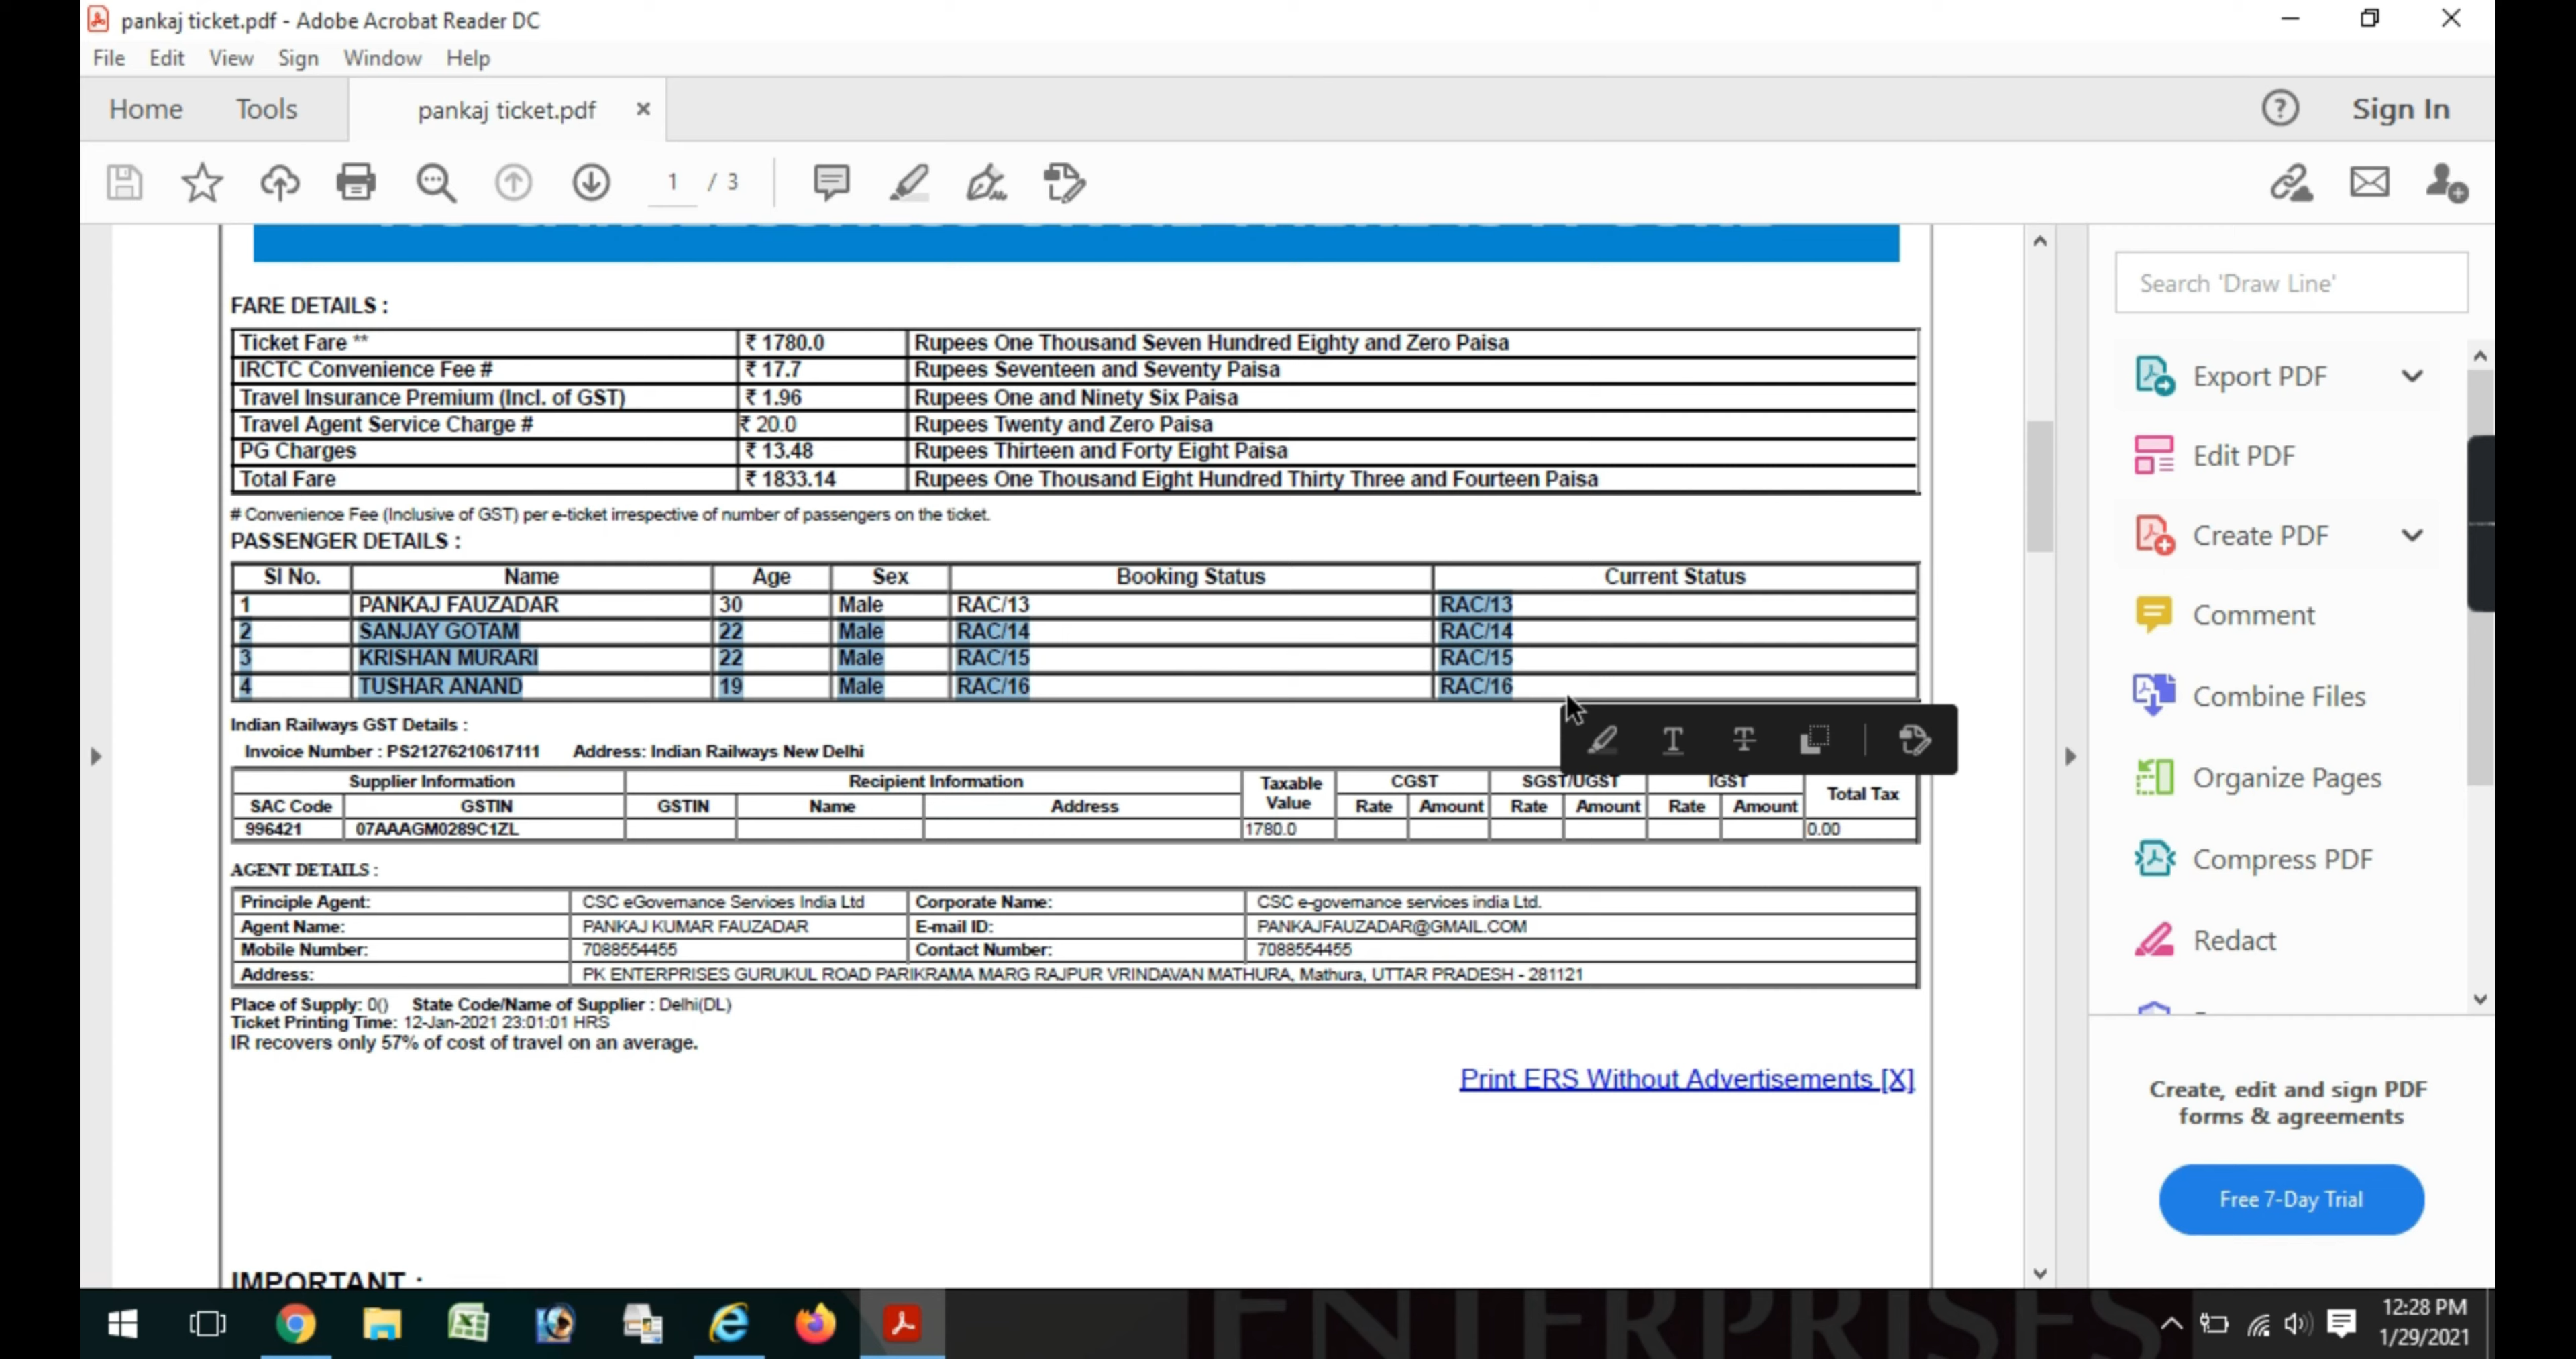 pankaj ticket.pdf - Adobe Acrobat Reader DC
File Edit View Sign Window Help
Home Tools pankaj ticket.pdf × Sign In
1 / 3
FARE DETAILS :
Ticket Fare ** ₹ 1780.0 Rupees One Thousand Seven Hundred Eighty and Zero Paisa
IRCTC Convenience Fee # ₹ 17.7 Rupees Seventeen and Seventy Paisa
Travel Insurance Premium (Incl. of GST) ₹ 1.96 Rupees One and Ninety Six Paisa
Travel Agent Service Charge # ₹ 20.0 Rupees Twenty and Zero Paisa
PG Charges ₹ 13.48 Rupees Thirteen and Forty Eight Paisa
Total Fare ₹ 1833.14 Rupees One Thousand Eight Hundred Thirty Three and Fourteen Paisa
# Convenience Fee (Inclusive of GST) per e-ticket irrespective of number of passengers on the ticket.
PASSENGER DETAILS :
SI No. Name Age Sex Booking Status Current Status
1 PANKAJ FAUZADAR 30 Male RAC/13 RAC/13
2 SANJAY GOTAM 22 Male RAC/14 RAC/14
3 KRISHAN MURARI 22 Male RAC/15 RAC/15
4 TUSHAR ANAND 19 Male RAC/16 RAC/16
Indian Railways GST Details :
Invoice Number : PS21276210617111 Address: Indian Railways New Delhi
Supplier Information Recipient Information Taxable Value CGST SGST/UGST IGST Total Tax
SAC Code GSTIN GSTIN Name Address Rate Amount Rate Amount Rate Amount
996421 07AAAGM0289C1ZL 1780.0 0.00
AGENT DETAILS :
Principle Agent: CSC eGovernance Services India Ltd Corporate Name: CSC e-governance services india Ltd.
Agent Name: PANKAJ KUMAR FAUZADAR E-mail ID: PANKAJFAUZADAR@GMAIL.COM
Mobile Number: 7088554455 Contact Number: 7088554455
Address: PK ENTERPRISES GURUKUL ROAD PARIKRAMA MARG RAJPUR VRINDAVAN MATHURA, Mathura, UTTAR PRADESH - 281121
Place of Supply: 0() State Code/Name of Supplier : Delhi(DL)
Ticket Printing Time: 12-Jan-2021 23:01:01 HRS
IR recovers only 57% of cost of travel on an average.
Print ERS Without Advertisements [X]
IMPORTANT :
Search 'Draw Line'
Export PDF
Edit PDF
Create PDF
Comment
Combine Files
Organize Pages
Compress PDF
Redact
Create, edit and sign PDF
forms & agreements
Free 7-Day Trial
ENTERPRISES
12:28 PM
1/29/2021